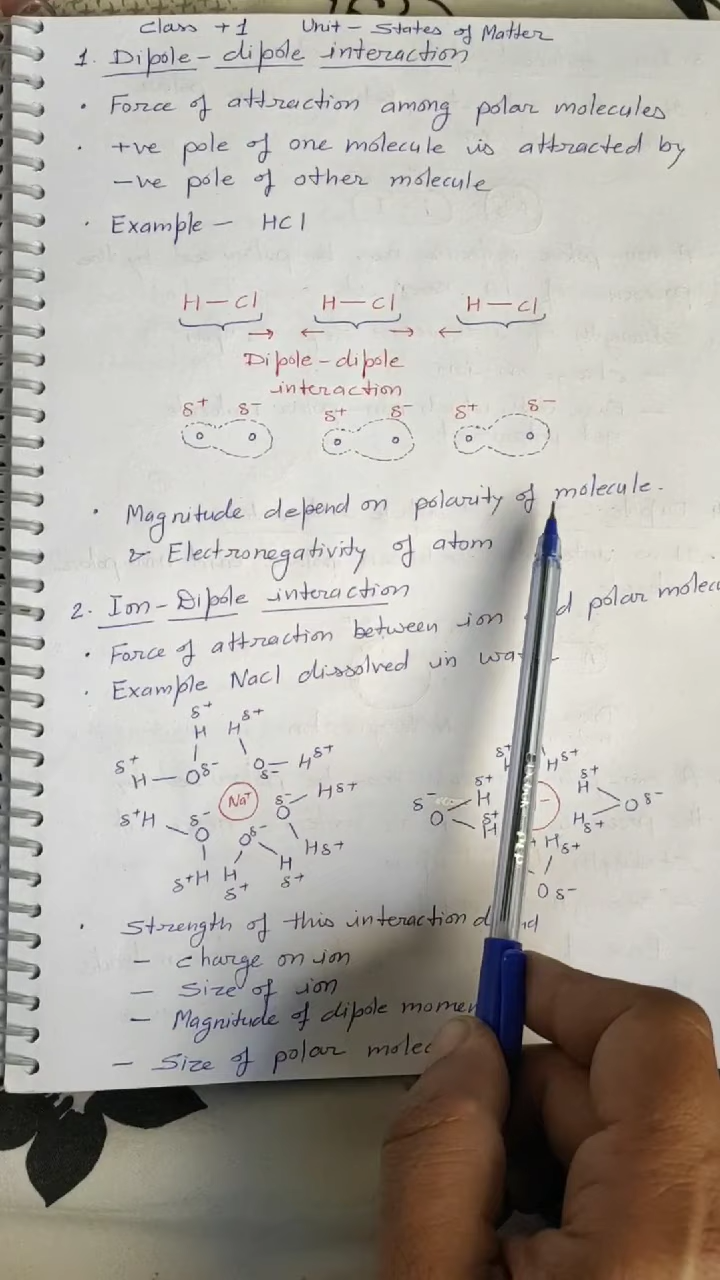 Class +1 Unit - States of Matter
1. Dipole - dipole interaction
• Force of attraction among polar molecules
• +ve pole of one molecule is attracted by
-ve pole of other molecule
• Example - HCl
H-Cl H-Cl H-Cl
Dipole-dipole
interaction
δ+ δ- δ+ δ- δ+ δ-
• Magnitude depend on polarity of molecule.
& Electronegativity of atom
2. Ion-Dipole interaction
• Force of attraction between ion polar
• Example NaCl dissolved in
δ+ H H δ+
δ+ H - O δ- O δ- - H δ+
Na+
δ- O - H δ+
H δ+
δ+ H - O δ-
δ+ H
O δ-
H δ+ H δ+
δ+ H H δ+
δ- O H δ+ H δ+
-
H δ+ O δ-
H δ+
H δ+
O δ-
• Strength of this interaction
- charge on ion
- Size of ion
- Magnitude of dipole
- Size of polar